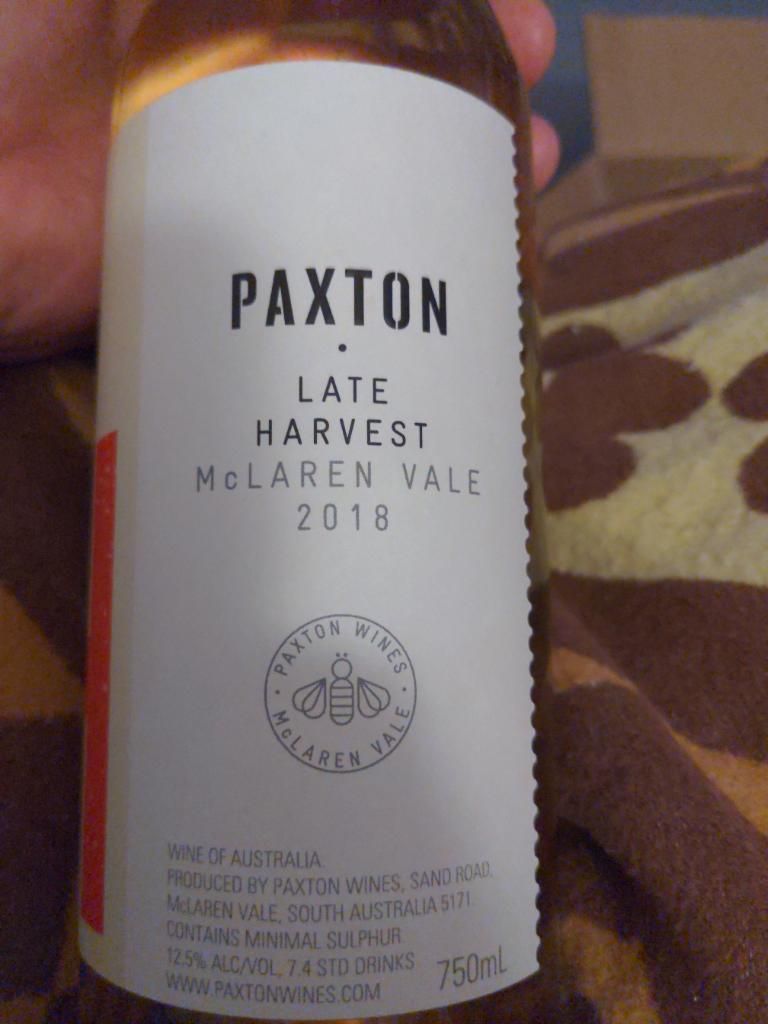 PAXTON
•
LATE
HARVEST
McLAREN VALE
2018
• PAXTON WINES •
McLAREN VALE
WINE OF AUSTRALIA.
PRODUCED BY PAXTON WINES, SAND ROAD,
McLAREN VALE, SOUTH AUSTRALIA 5171.
CONTAINS MINIMAL SULPHUR.
12.5% ALC/VOL, 7.4 STD DRINKS
750mL
WWW.PAXTONWINES.COM